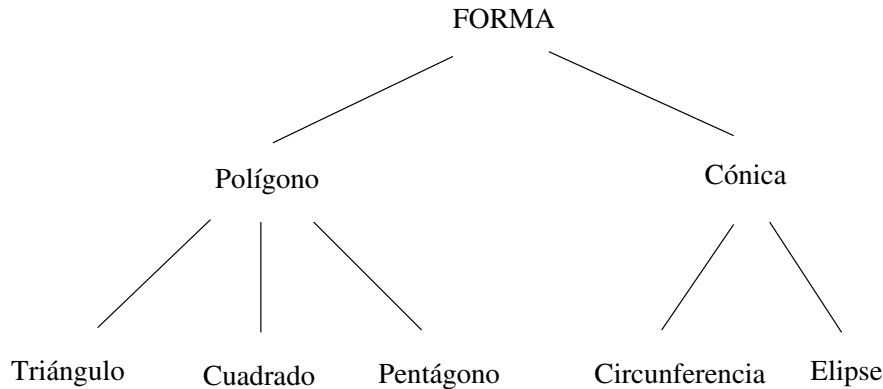 FORMA
Polígono Cónica
Triángulo Cuadrado Pentágono Circunferencia Elipse